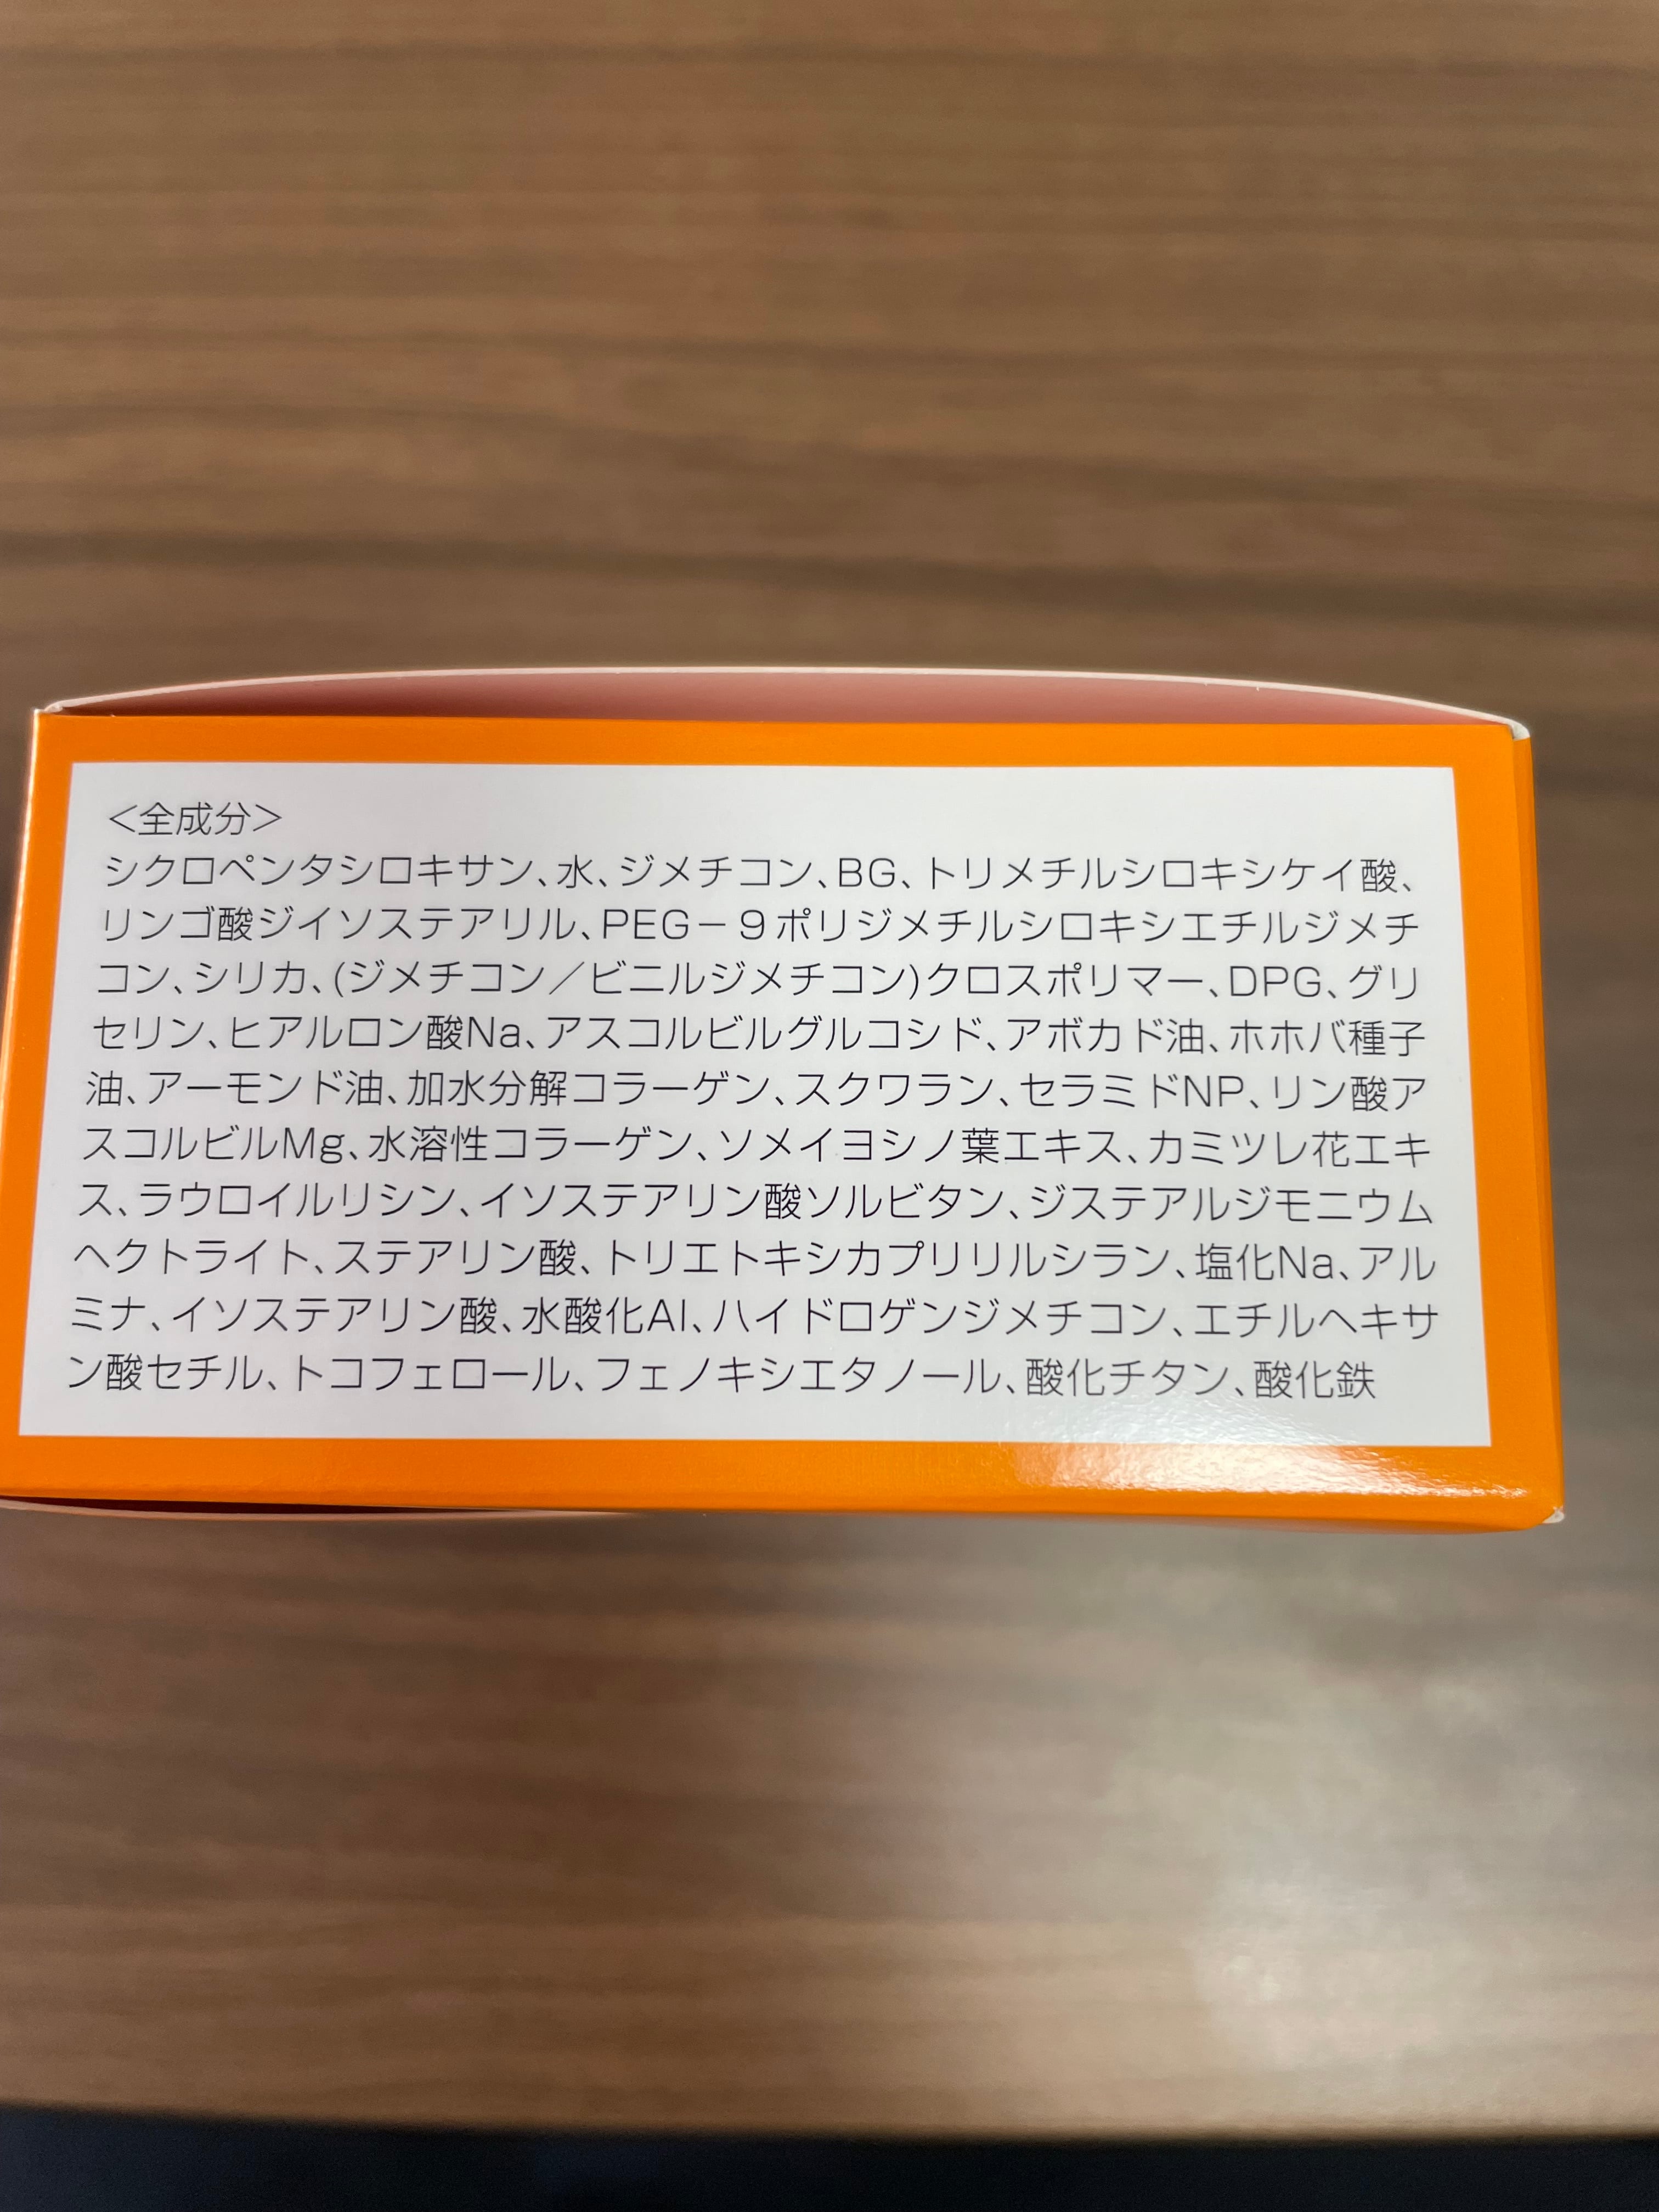 ＜全成分＞
シクロペンタシロキサン、水、ジメチコン、BG、トリメチルシロキシケイ酸、
リンゴ酸ジイソステアリル、PEG－９ポリジメチルシロキシエチルジメチ
コン、シリカ、(ジメチコン／ビニルジメチコン)クロスポリマー、DPG、グリ
セリン、ヒアルロン酸Na、アスコルビルグルコシド、アボカド油、ホホバ種子
油、アーモンド油、加水分解コラーゲン、スクワラン、セラミドNP、リン酸ア
スコルビルMg、水溶性コラーゲン、ソメイヨシノ葉エキス、カミツレ花エキ
ス、ラウロイルリシン、イソステアリン酸ソルビタン、ジステアルジモニウム
ヘクトライト、ステアリン酸、トリエトキシカプリリルシラン、塩化Na、アル
ミナ、イソステアリン酸、水酸化Al、ハイドロゲンジメチコン、エチルヘキサ
ン酸セチル、トコフェロール、フェノキシエタノール、酸化チタン、酸化鉄